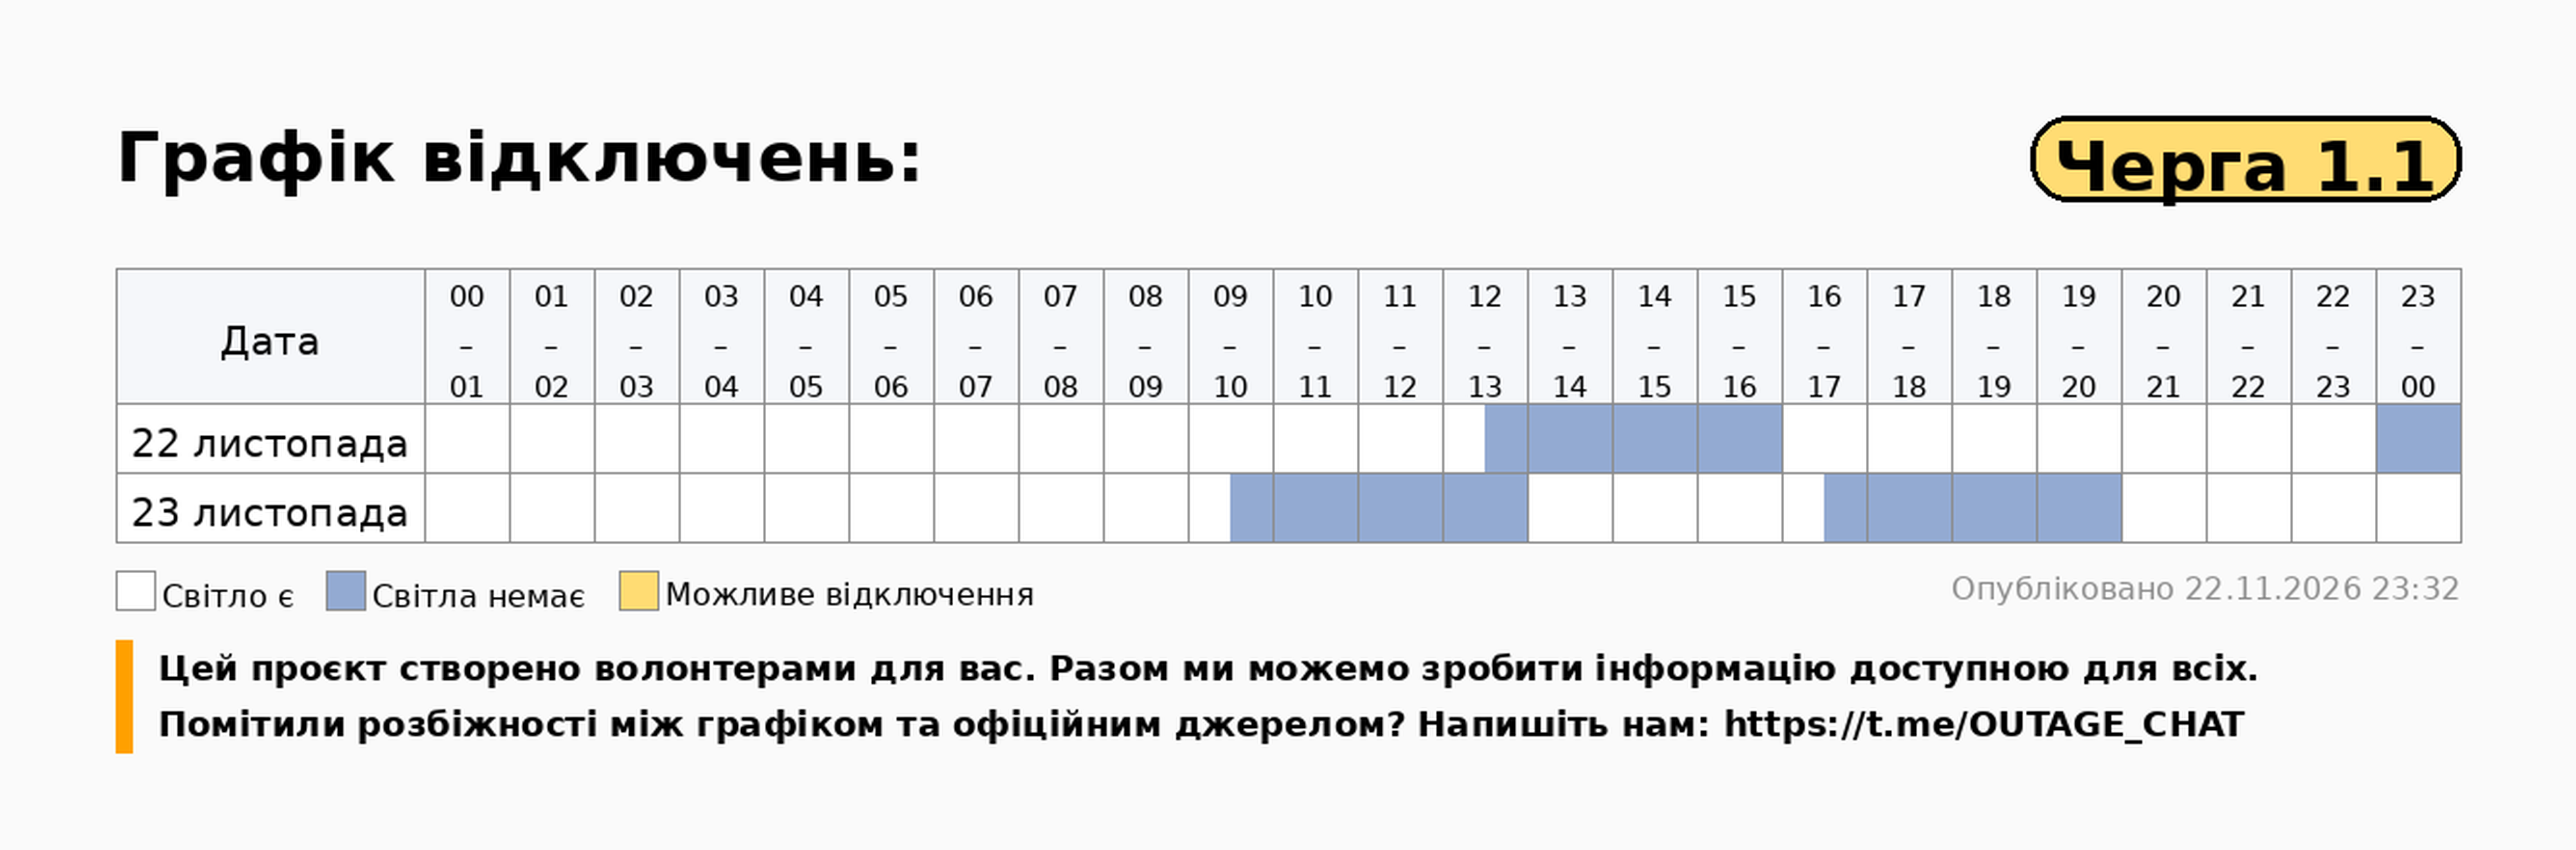 Графік відключень:
Черга 1.1
Дата 00 – 01 01 – 02 02 – 03 03 – 04 04 – 05 05 – 06 06 – 07 07 – 08 08 – 09 09 – 10 10 – 11 11 – 12 12 – 13 13 – 14 14 – 15 15 – 16 16 – 17 17 – 18 18 – 19 19 – 20 20 – 21 21 – 22 22 – 23 23 – 00
22 листопада
23 листопада
Світло є Світла немає Можливе відключення
Опубліковано 22.11.2026 23:32
Цей проєкт створено волонтерами для вас. Разом ми можемо зробити інформацію доступною для всіх.
Помітили розбіжності між графіком та офіційним джерелом? Напишіть нам: https://t.me/OUTAGE_CHAT